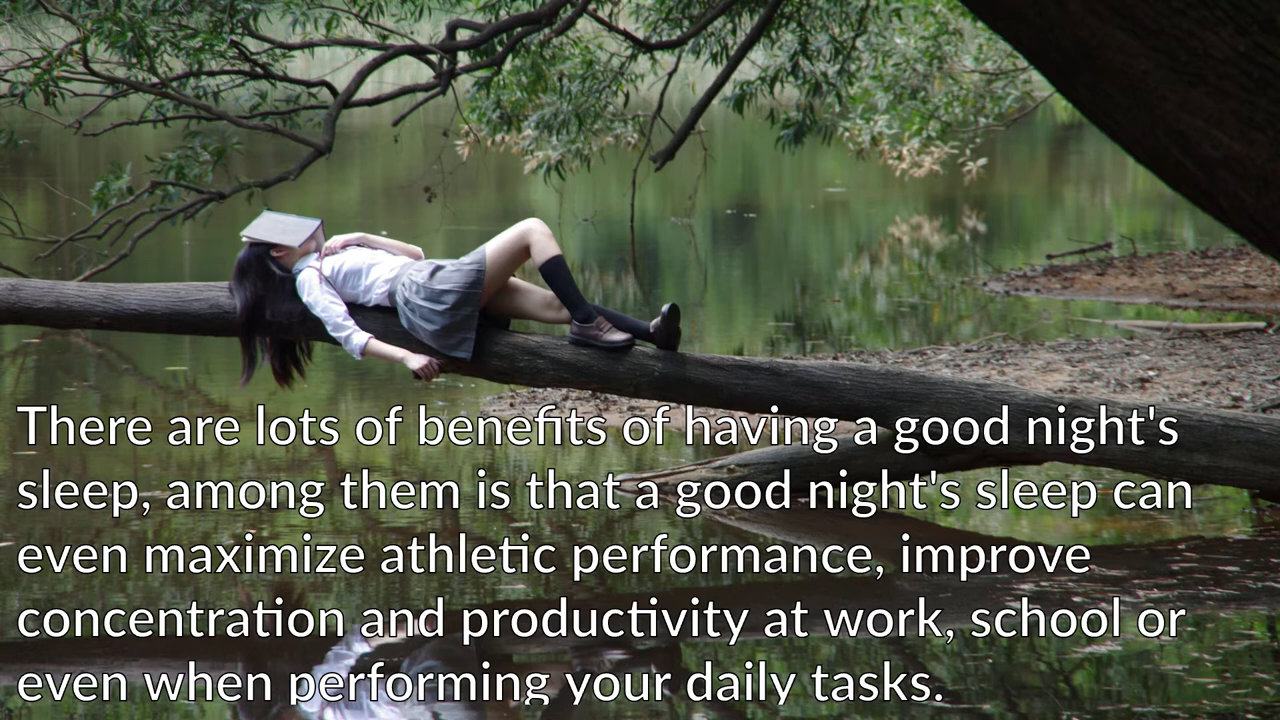 There are lots of benefits of having a good night's
sleep, among them is that a good night's sleep can
even maximize athletic performance, improve
concentration and productivity at work, school or
even when performing your daily tasks.